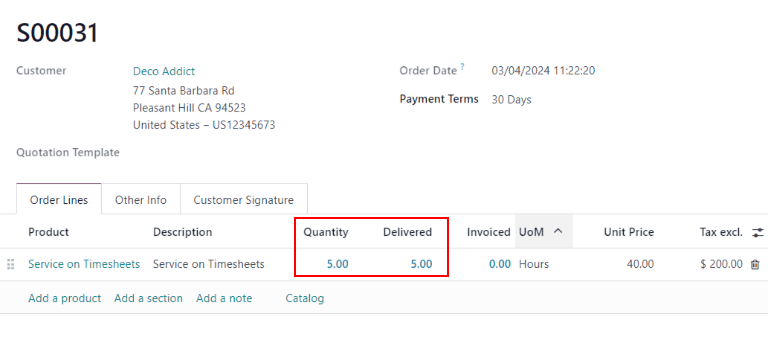 S00031
Customer
Deco Addict
77 Santa Barbara Rd
Pleasant Hill CA 94523
United States – US12345673
Order Date ?
03/04/2024 11:22:20
Payment Terms
30 Days
Quotation Template
Order Lines Other Info Customer Signature
Product Description Quantity Delivered Invoiced UoM Unit Price Tax excl.
Service on Timesheets Service on Timesheets 5.00 5.00 0.00 Hours 40.00 $ 200.00
Add a product Add a section Add a note Catalog